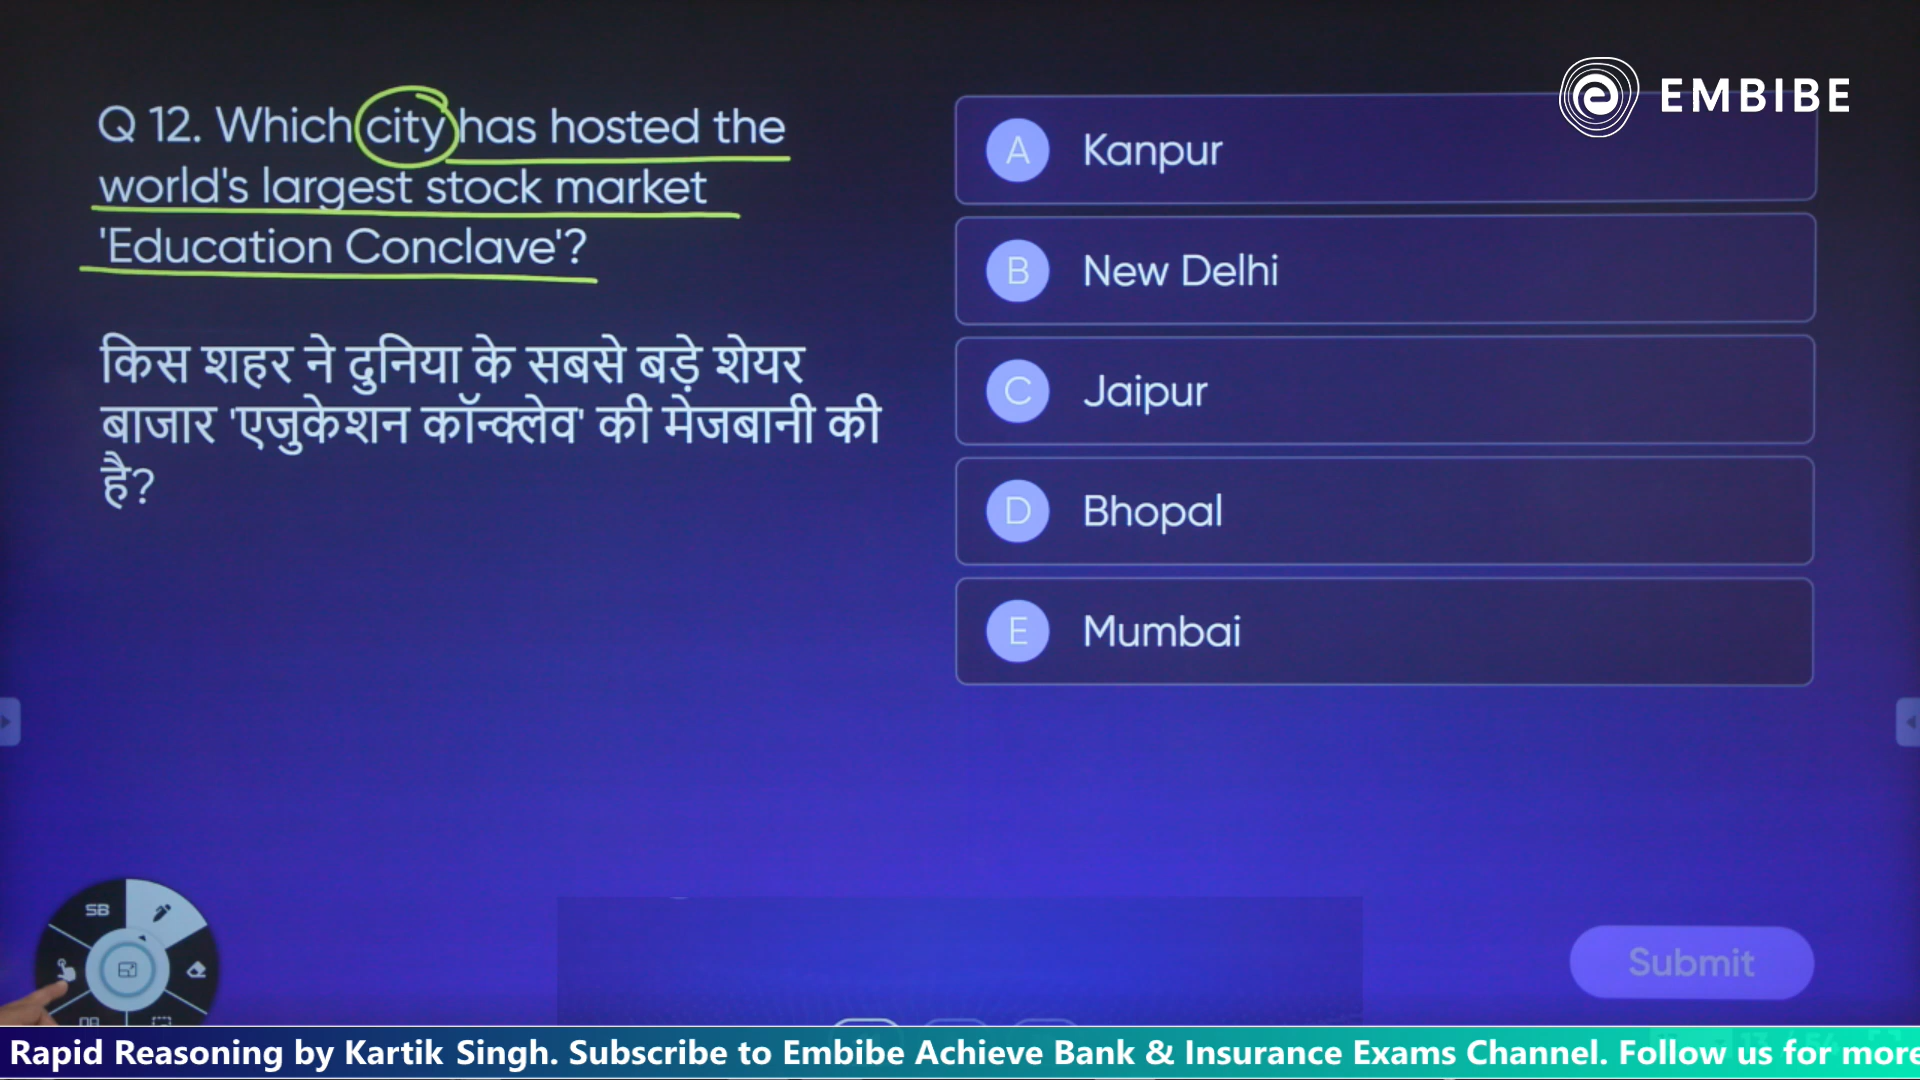 EMBIBE
Q 12. Which city has hosted the
world's largest stock market
'Education Conclave'?
किस शहर ने दुनिया के सबसे बड़े शेयर
बाजार 'एजुकेशन कॉन्क्लेव' की मेजबानी की
है?
A Kanpur
B New Delhi
C Jaipur
D Bhopal
E Mumbai
SB
Submit
Rapid Reasoning by Kartik Singh. Subscribe to Embibe Achieve Bank & Insurance Exams Channel. Follow us for more